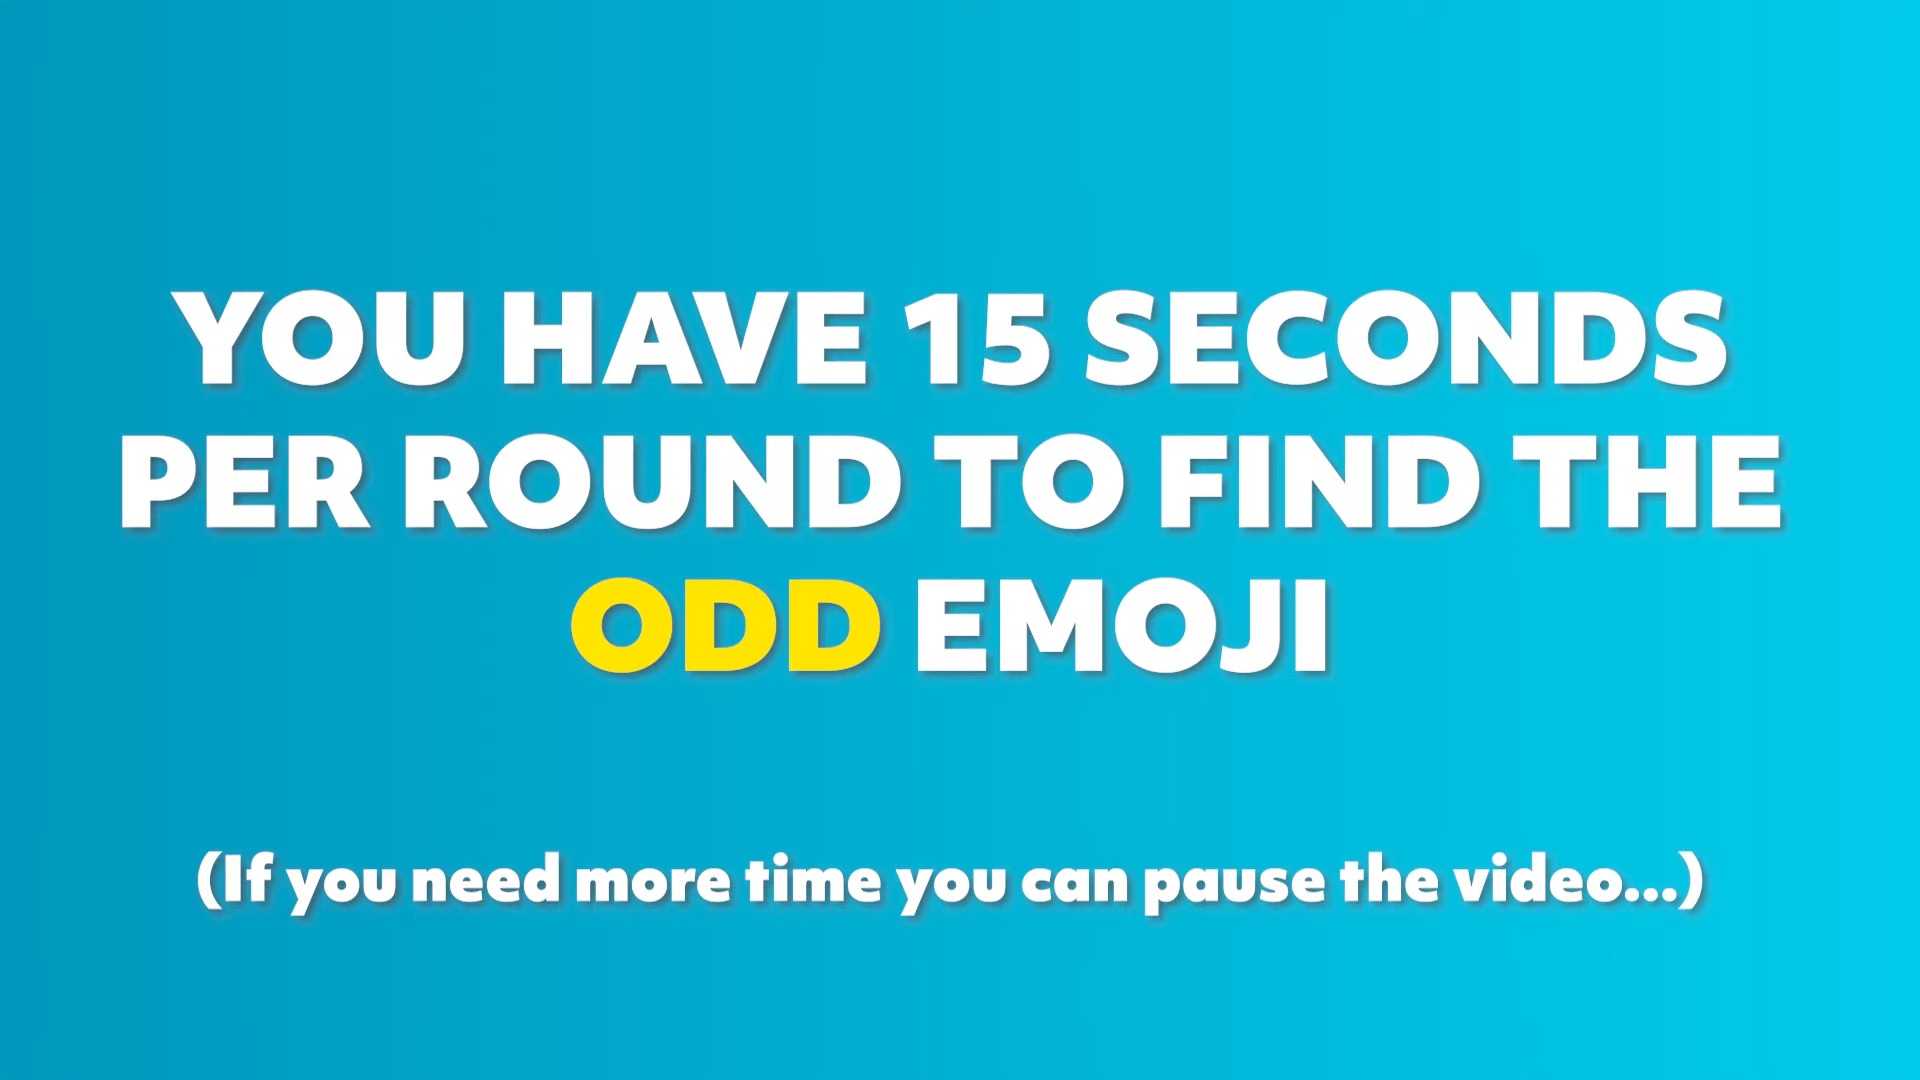 YOU HAVE 15 SECONDS
PER ROUND TO FIND THE
ODD EMOJI
(If you need more time you can pause the video...)